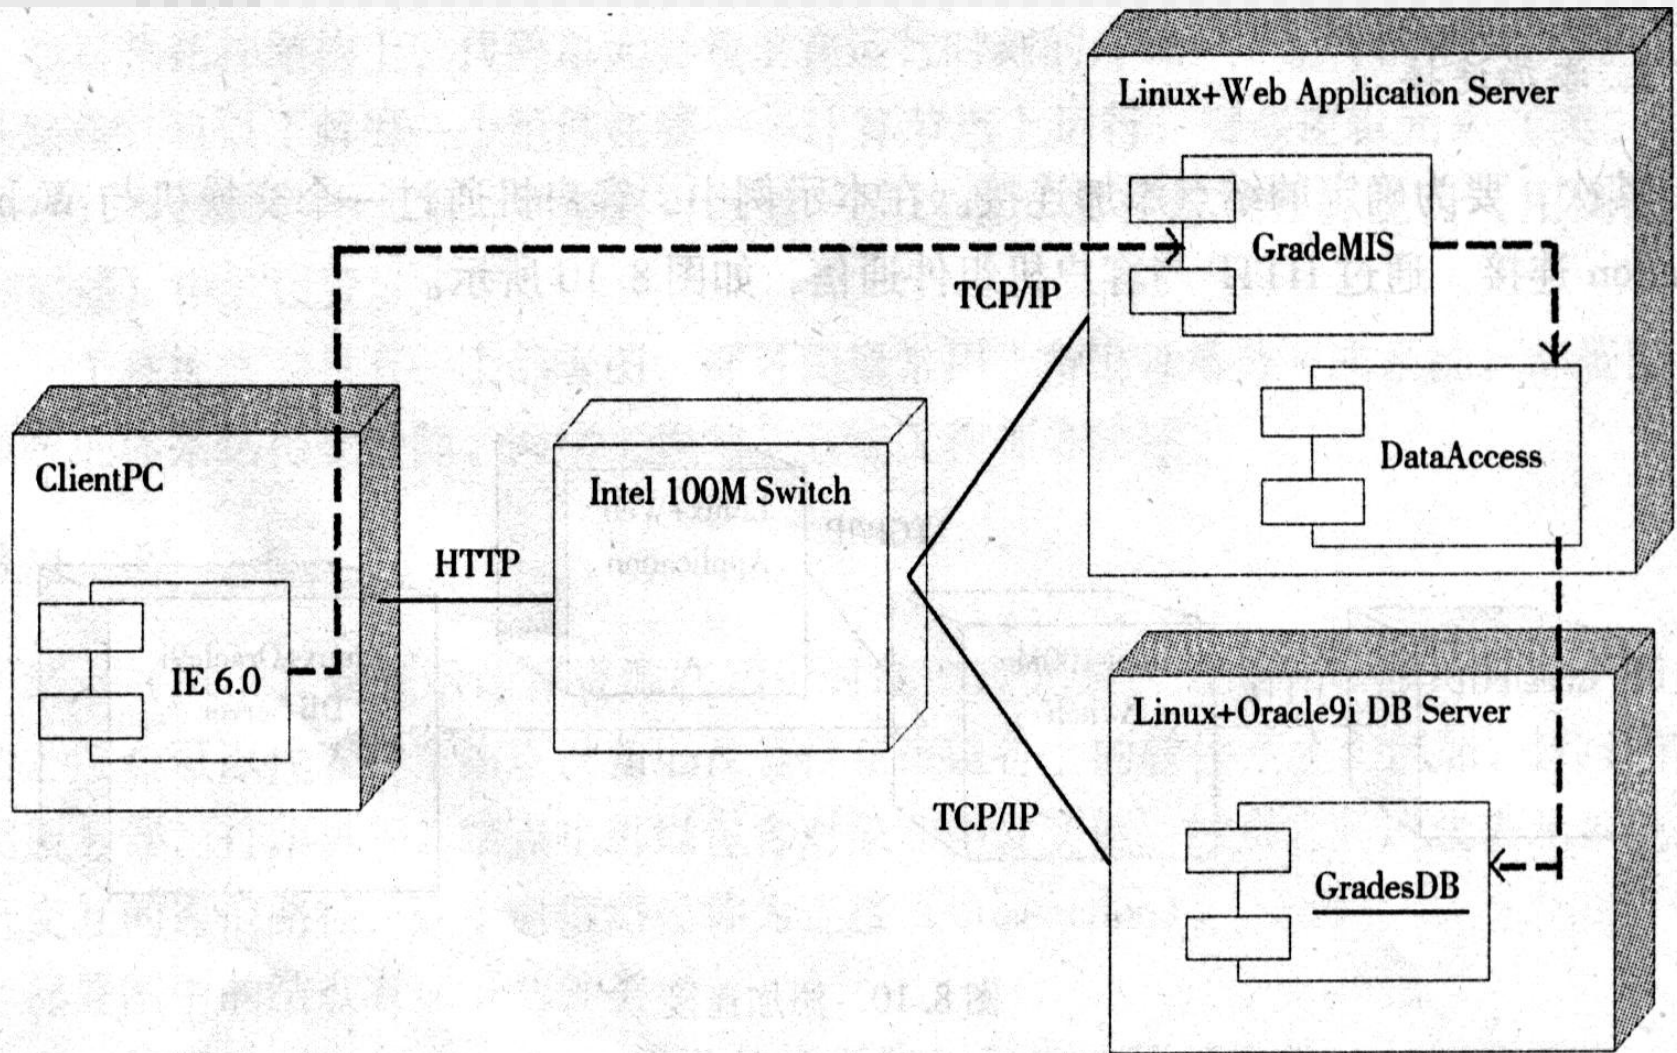 Linux+Web Application Server
GradeMIS
TCP/IP
DataAccess
ClientPC
Intel 100M Switch
HTTP
IE 6.0
Linux+Oracle9i DB Server
TCP/IP
GradesDB